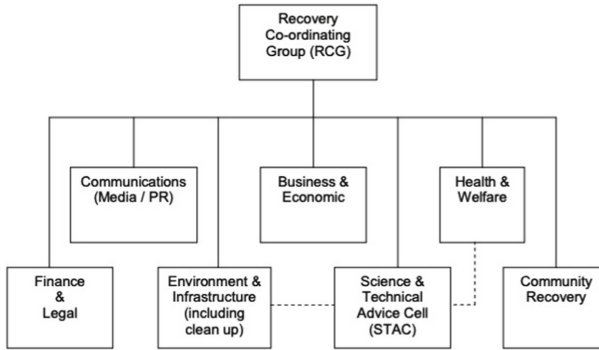 Recovery
Co-ordinating
Group (RCG)
Communications
(Media / PR)
Business &
Economic
Health &
Welfare
Finance
&
Legal
Environment &
Infrastructure
(including
clean up)
Science &
Technical
Advice Cell
(STAC)
Community
Recovery